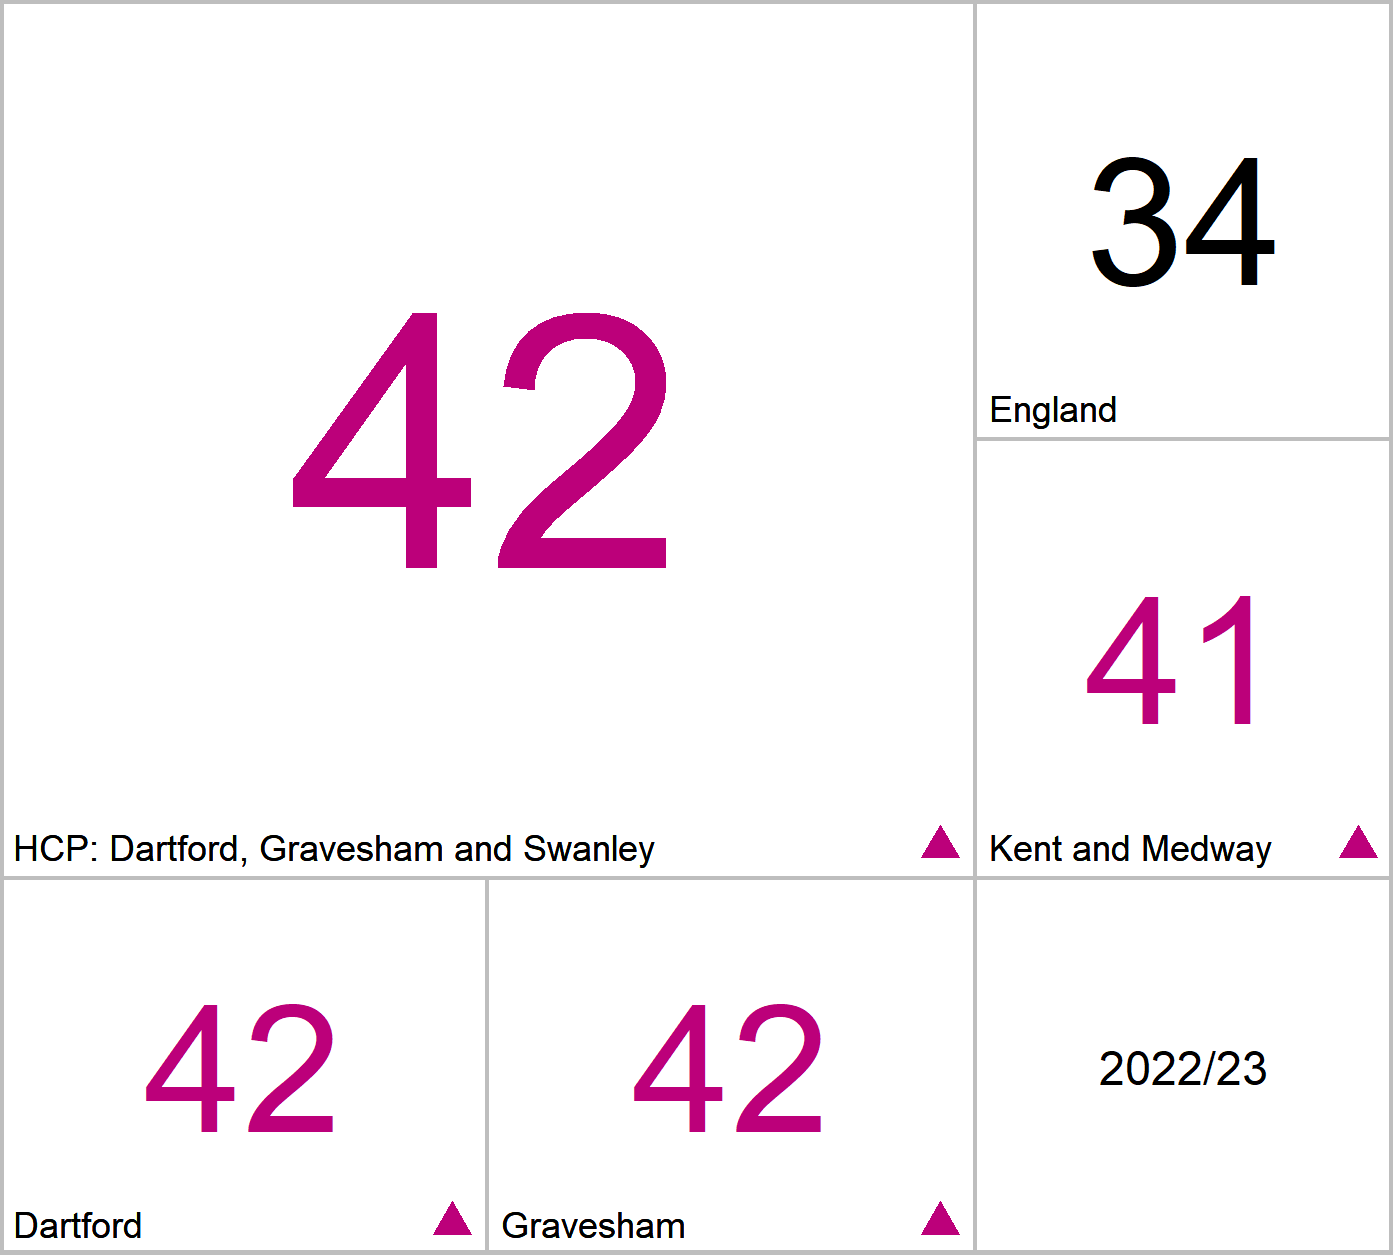 42
HCP: Dartford, Gravesham and Swanley
34
England
41
Kent and Medway
42
Dartford
42
Gravesham
2022/23